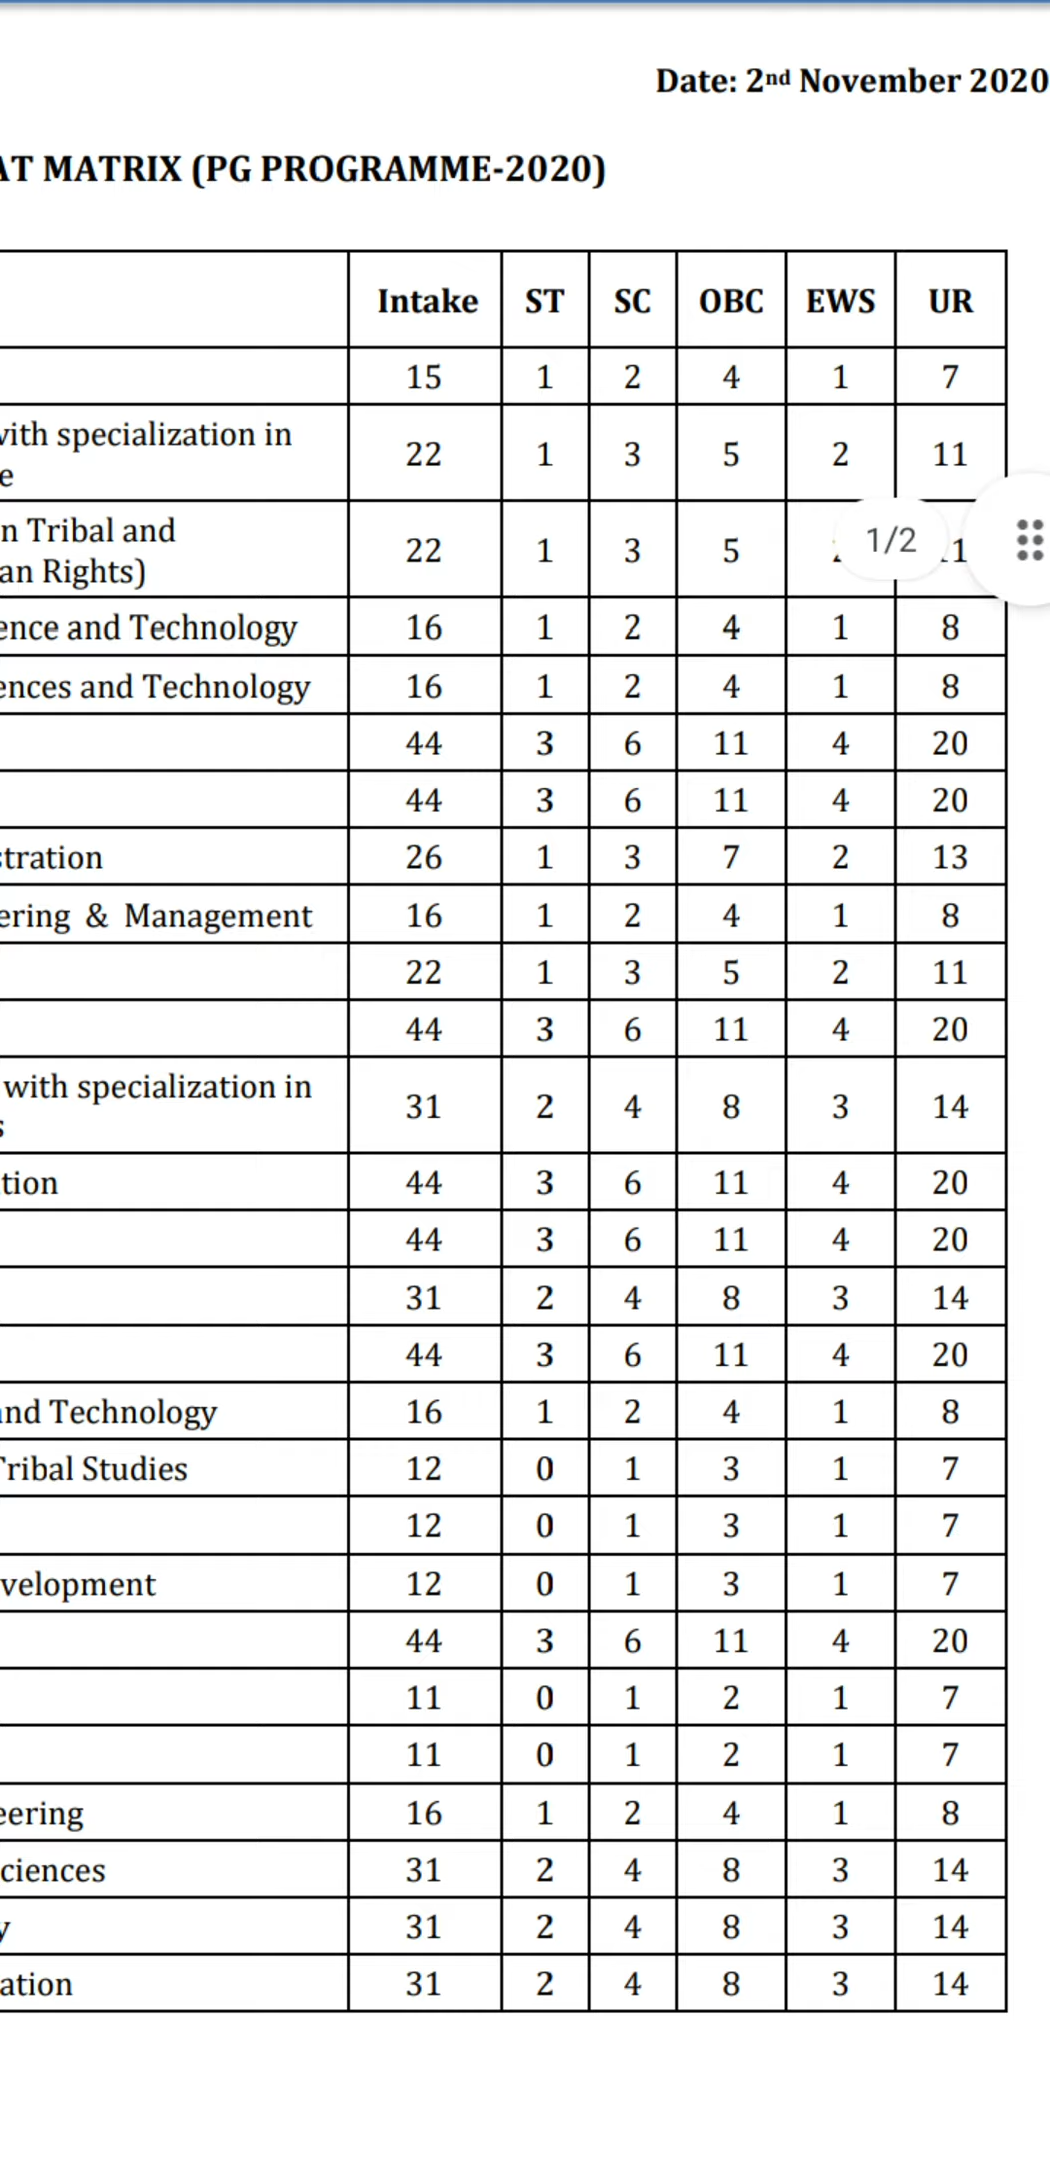 Date: 2nd November 2020
AT MATRIX (PG PROGRAMME-2020)
Intake ST SC OBC EWS UR
15 1 2 4 1 7
with specialization in
e
22 1 3 5 2 11
n Tribal and
an Rights)
22 1 3 5
1/2
ence and Technology 16 1 2 4 1 8
ences and Technology 16 1 2 4 1 8
44 3 6 11 4 20
44 3 6 11 4 20
stration 26 1 3 7 2 13
ering & Management 16 1 2 4 1 8
22 1 3 5 2 11
44 3 6 11 4 20
with specialization in
s
31 2 4 8 3 14
tion 44 3 6 11 4 20
44 3 6 11 4 20
31 2 4 8 3 14
44 3 6 11 4 20
and Technology 16 1 2 4 1 8
Tribal Studies 12 0 1 3 1 7
12 0 1 3 1 7
velopment 12 0 1 3 1 7
44 3 6 11 4 20
11 0 1 2 1 7
11 0 1 2 1 7
eering 16 1 2 4 1 8
ciences 31 2 4 8 3 14
y 31 2 4 8 3 14
ation 31 2 4 8 3 14